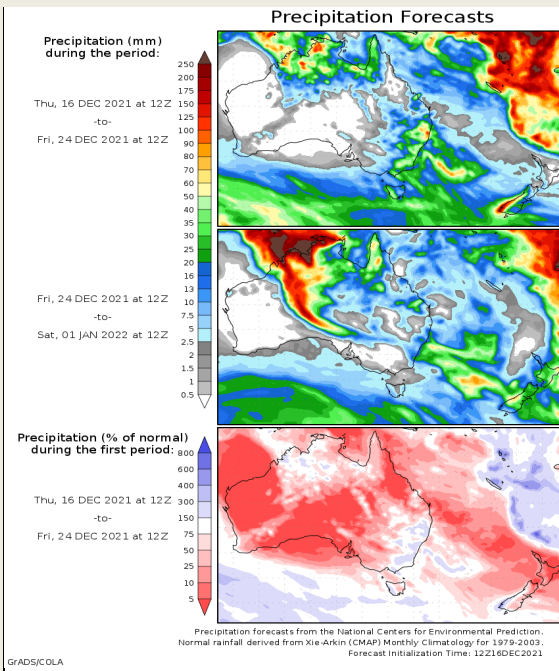 Precipitation Forecasts
Precipitation (mm)
during the period:
Thu, 16 DEC 2021 at 12Z
-to-
Fri, 24 DEC 2021 at 12Z
250
200
175
150
125
100
90
80
70
60
50
40
35
30
25
20
16
13
10
7.5
5
2.5
2
1.5
1
0.5
Fri, 24 DEC 2021 at 12Z
-to-
Sat, 01 JAN 2022 at 12Z
Precipitation (% of normal)
during the first period:
Thu, 16 DEC 2021 at 12Z
-to-
Fri, 24 DEC 2021 at 12Z
800
600
400
300
150
75
50
25
10
5
Precipitation forecasts from the National Centers for Environmental Prediction.
Normal rainfall derived from Xie-Arkin (CMAP) Monthly Climatology for 1979-2003.
Forecast Initialization Time: 12Z16DEC2021
GrADS/COLA